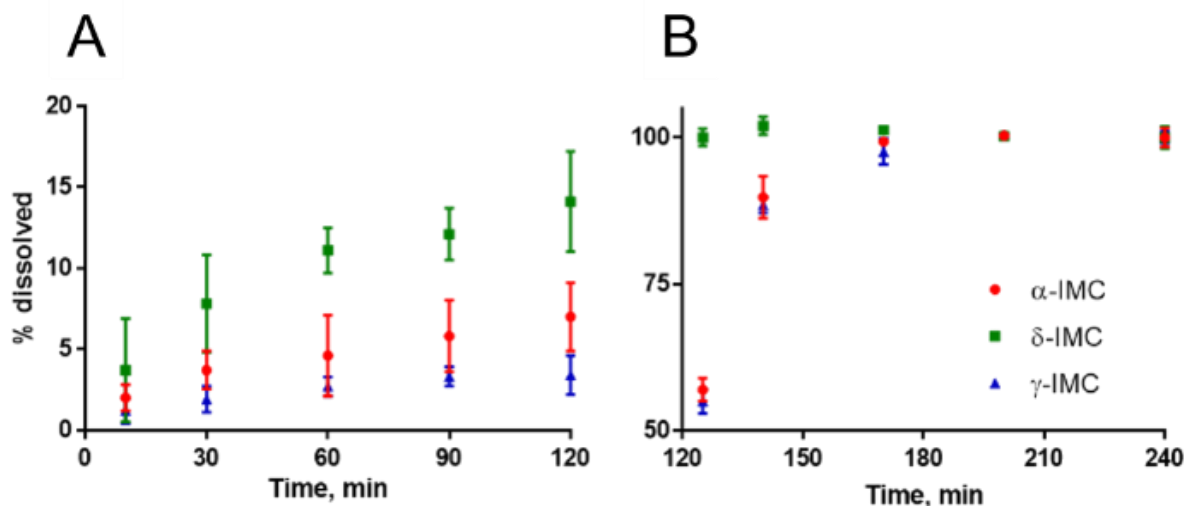 A
B
% dissolved
20
15
10
5
0
0 30 60 90 120
Time, min
100
75
50
120 150 180 210 240
Time, min
α-IMC
δ-IMC
γ-IMC